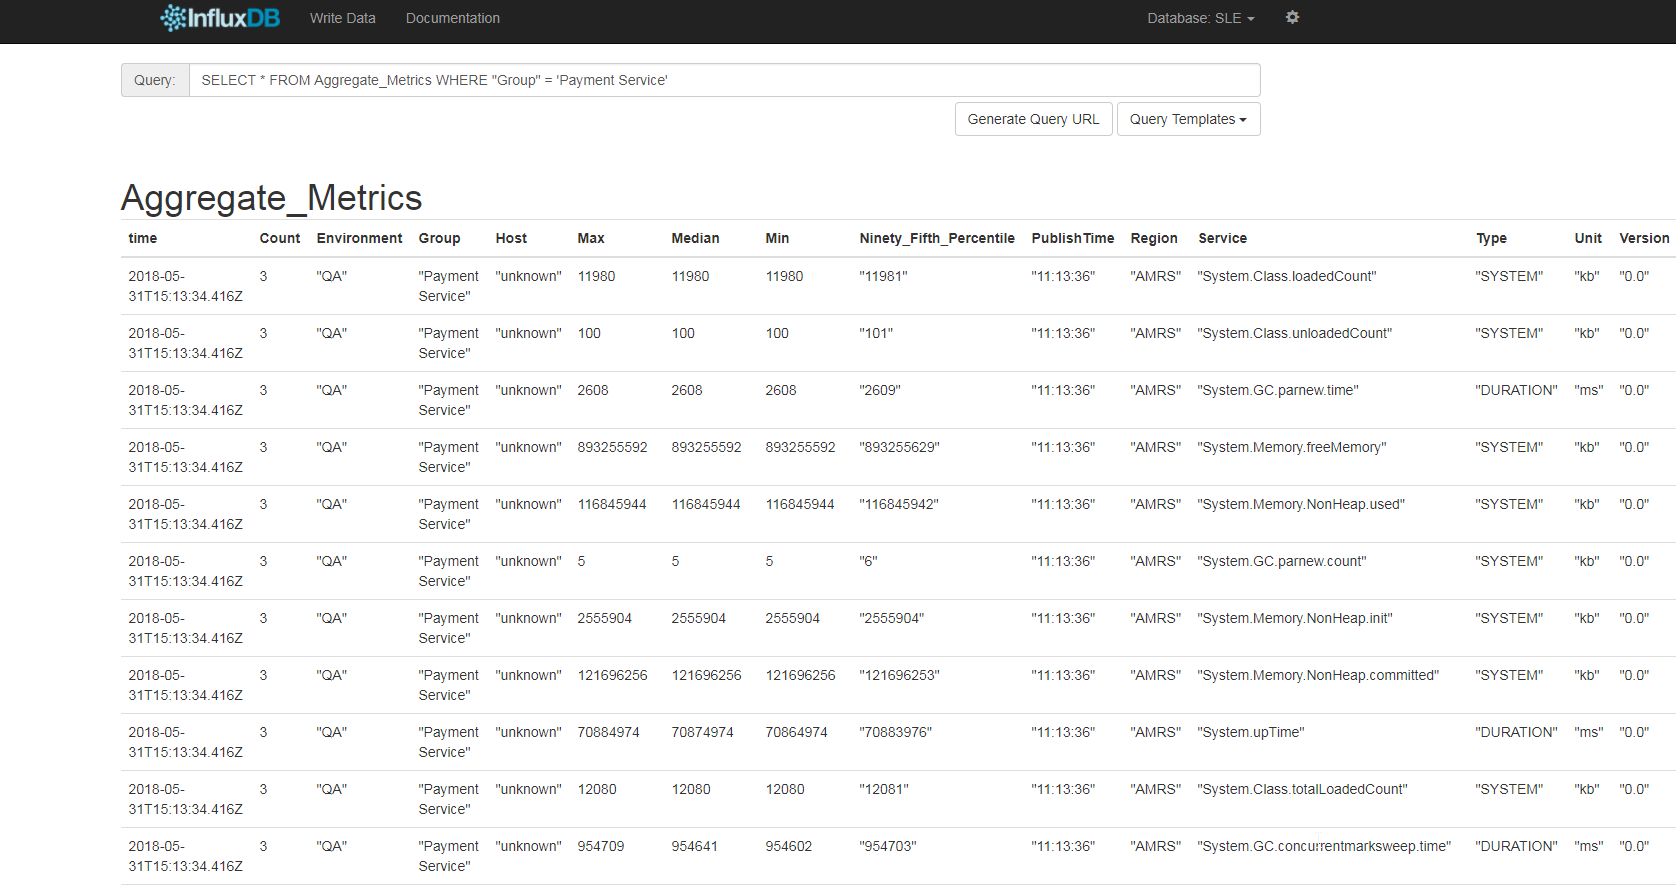 InfluxDB Write Data Documentation Database: SLE
Query: SELECT * FROM Aggregate_Metrics WHERE "Group" = 'Payment Service'
Generate Query URL Query Templates
Aggregate_Metrics
time Count Environment Group Host Max Median Min Ninety_Fifth_Percentile PublishTime Region Service Type Unit Version
2018-05- 3 "QA" "Payment "unknown" 11980 11980 11980 "11981" "11:13:36" "AMRS" "System.Class.loadedCount" "SYSTEM" "kb" "0.0"
31T15:13:34.416Z Service"
2018-05- 3 "QA" "Payment "unknown" 100 100 100 "101" "11:13:36" "AMRS" "System.Class.unloadedCount" "SYSTEM" "kb" "0.0"
31T15:13:34.416Z Service"
2018-05- 3 "QA" "Payment "unknown" 2608 2608 2608 "2609" "11:13:36" "AMRS" "System.GC.parnew.time" "DURATION" "ms" "0.0"
31T15:13:34.416Z Service"
2018-05- 3 "QA" "Payment "unknown" 893255592 893255592 893255592 "893255629" "11:13:36" "AMRS" "System.Memory.freeMemory" "SYSTEM" "kb" "0.0"
31T15:13:34.416Z Service"
2018-05- 3 "QA" "Payment "unknown" 116845944 116845944 116845944 "116845942" "11:13:36" "AMRS" "System.Memory.NonHeap.used" "SYSTEM" "kb" "0.0"
31T15:13:34.416Z Service"
2018-05- 3 "QA" "Payment "unknown" 5 5 5 "6" "11:13:36" "AMRS" "System.GC.parnew.count" "SYSTEM" "kb" "0.0"
31T15:13:34.416Z Service"
2018-05- 3 "QA" "Payment "unknown" 2555904 2555904 2555904 "2555904" "11:13:36" "AMRS" "System.Memory.NonHeap.init" "SYSTEM" "kb" "0.0"
31T15:13:34.416Z Service"
2018-05- 3 "QA" "Payment "unknown" 121696256 121696256 121696256 "121696253" "11:13:36" "AMRS" "System.Memory.NonHeap.committed" "SYSTEM" "kb" "0.0"
31T15:13:34.416Z Service"
2018-05- 3 "QA" "Payment "unknown" 70884974 70874974 70864974 "70883976" "11:13:36" "AMRS" "System.upTime" "DURATION" "ms" "0.0"
31T15:13:34.416Z Service"
2018-05- 3 "QA" "Payment "unknown" 12080 12080 12080 "12081" "11:13:36" "AMRS" "System.Class.totalLoadedCount" "SYSTEM" "kb" "0.0"
31T15:13:34.416Z Service"
2018-05- 3 "QA" "Payment "unknown" 954709 954641 954602 "954703" "11:13:36" "AMRS" "System.GC.concurrentmarksweep.time" "DURATION" "ms" "0.0"
31T15:13:34.416Z Service"